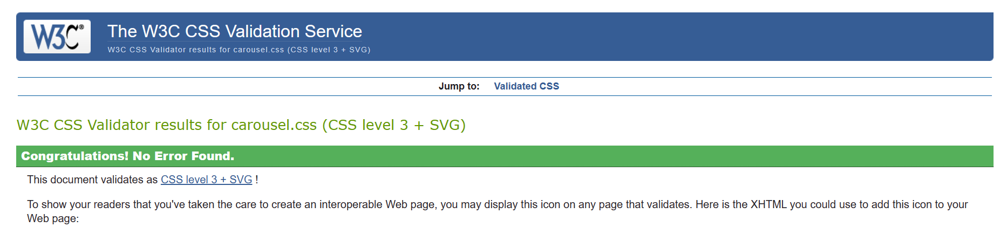 W3C®
The W3C CSS Validation Service
W3C CSS Validator results for carousel.css (CSS level 3 + SVG)
Jump to: Validated CSS
W3C CSS Validator results for carousel.css (CSS level 3 + SVG)
Congratulations! No Error Found.
This document validates as CSS level 3 + SVG !
To show your readers that you've taken the care to create an interoperable Web page, you may display this icon on any page that validates. Here is the XHTML you could use to add this icon to your
Web page: